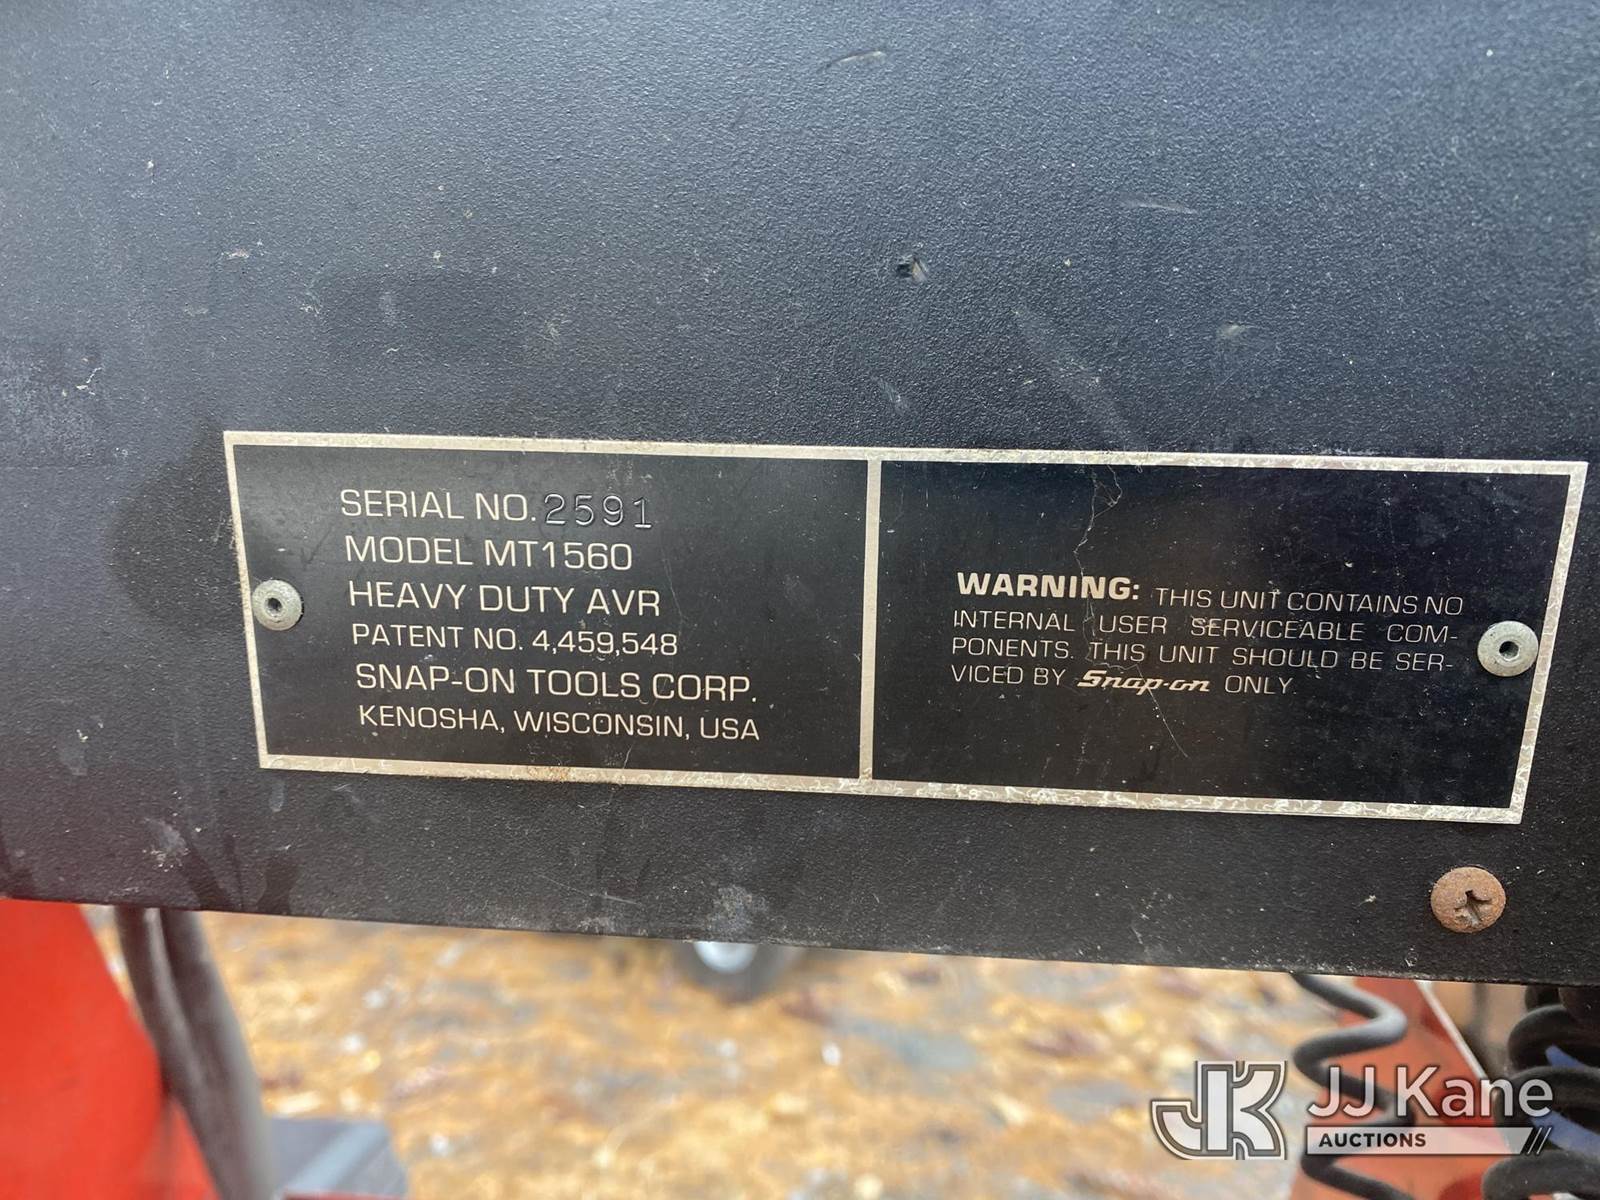 SERIAL NO. 2591
MODEL MT1560
HEAVY DUTY AVR
PATENT NO. 4,459,548
SNAP-ON TOOLS CORP.
KENOSHA, WISCONSIN, USA
WARNING: THIS UNIT CONTAINS NO
INTERNAL USER SERVICEABLE COM-
PONENTS. THIS UNIT SHOULD BE SER-
VICED BY Snap-on ONLY.
JK JJ Kane
AUCTIONS